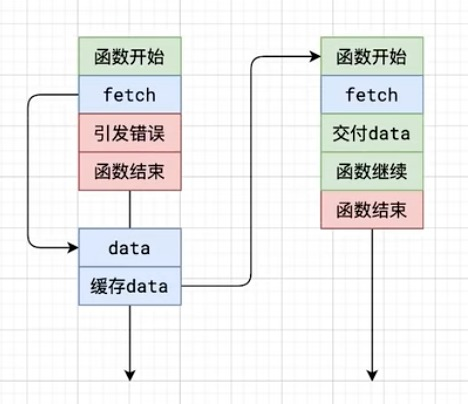 函数开始
fetch
引发错误
函数结束
data
缓存data
函数开始
fetch
交付data
函数继续
函数结束